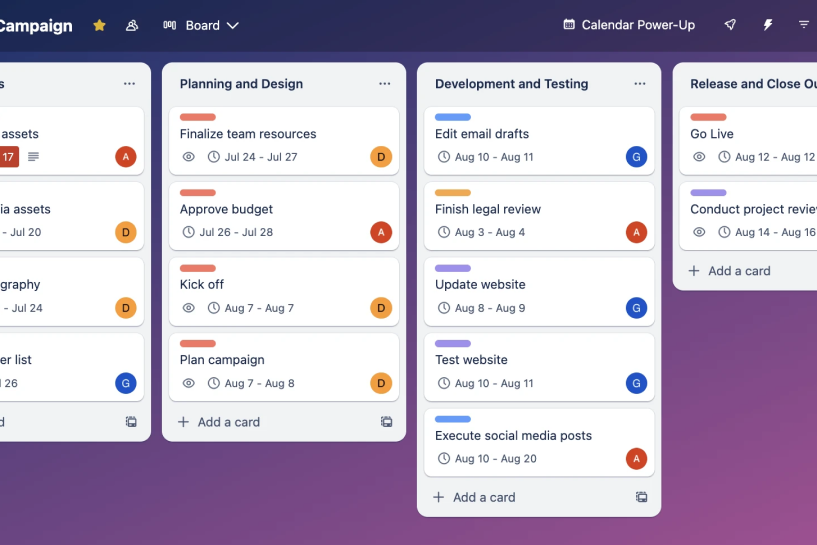 Campaign
Board
Calendar Power-Up
s
assets
17
A
ia assets
- Jul 20
D
graphy
- Jul 24
D
er list
26
G
d
Planning and Design
Finalize team resources
Jul 24 - Jul 27
D
Approve budget
Jul 26 - Jul 28
A
Kick off
Aug 7 - Aug 7
D
Plan campaign
Aug 7 - Aug 8
D
Add a card
Development and Testing
Edit email drafts
Aug 10 - Aug 11
G
Finish legal review
Aug 3 - Aug 4
A
Update website
Aug 8 - Aug 9
G
Test website
Aug 10 - Aug 11
G
Execute social media posts
Aug 10 - Aug 20
A
Add a card
Release and Close Ou
Go Live
Aug 12 - Aug 12
Conduct project review
Aug 14 - Aug 16
Add a card